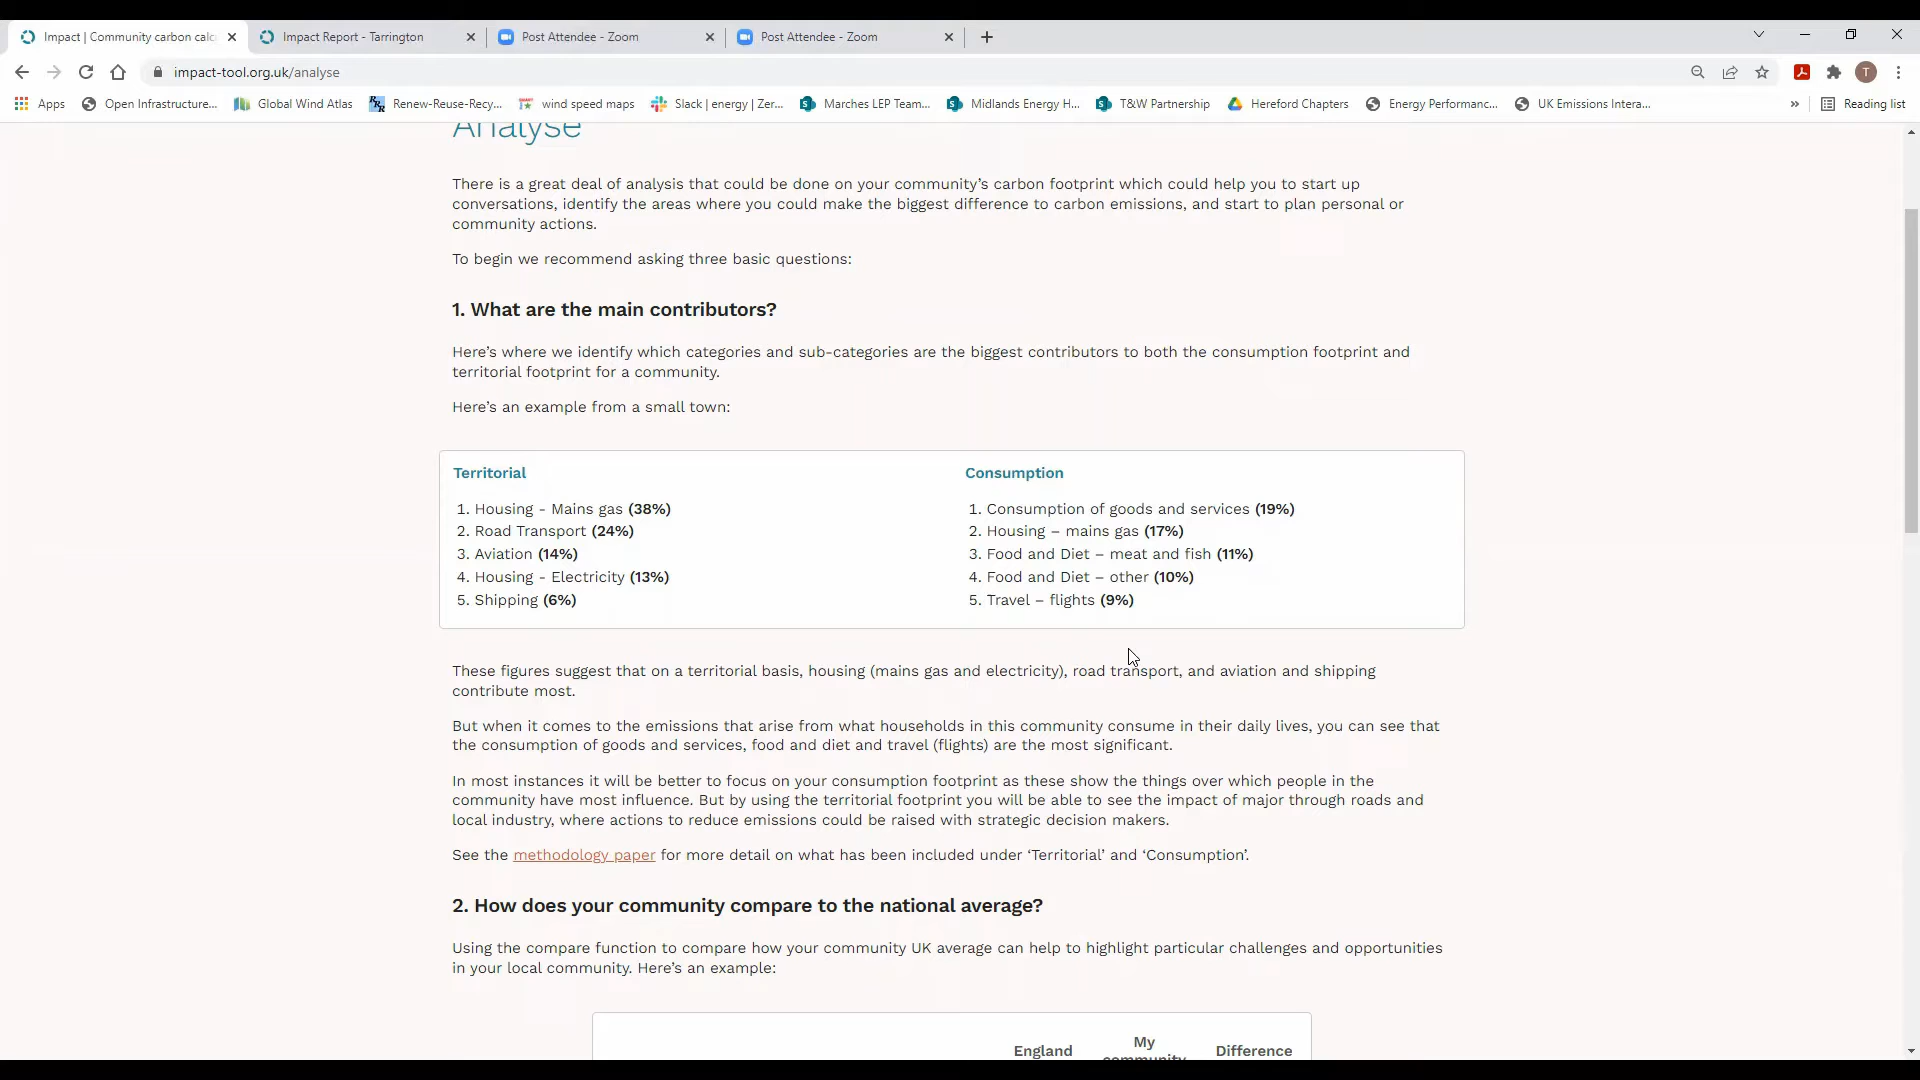 Impact | Community carbon calc
Impact Report - Tarrington
Post Attendee - Zoom
Post Attendee - Zoom
impact-tool.org.uk/analyse
T
Apps
Open Infrastructure...
Global Wind Atlas
Renew-Reuse-Recy...
wind speed maps
Slack | energy | Zer...
Marches LEP Team...
Midlands Energy H...
T&W Partnership
Hereford Chapters
Energy Performanc...
UK Emissions Intera...
»
Reading list
Analyse
There is a great deal of analysis that could be done on your community’s carbon footprint which could help you to start up
conversations, identify the areas where you could make the biggest difference to carbon emissions, and start to plan personal or
community actions.
To begin we recommend asking three basic questions:
1. What are the main contributors?
Here’s where we identify which categories and sub-categories are the biggest contributors to both the consumption footprint and
territorial footprint for a community.
Here’s an example from a small town:
Territorial
1. Housing - Mains gas (38%)
2. Road Transport (24%)
3. Aviation (14%)
4. Housing - Electricity (13%)
5. Shipping (6%)
Consumption
1. Consumption of goods and services (19%)
2. Housing – mains gas (17%)
3. Food and Diet – meat and fish (11%)
4. Food and Diet – other (10%)
5. Travel – flights (9%)
These figures suggest that on a territorial basis, housing (mains gas and electricity), road transport, and aviation and shipping
contribute most.
But when it comes to the emissions that arise from what households in this community consume in their daily lives, you can see that
the consumption of goods and services, food and diet and travel (flights) are the most significant.
In most instances it will be better to focus on your consumption footprint as these show the things over which people in the
community have most influence. But by using the territorial footprint you will be able to see the impact of major through roads and
local industry, where actions to reduce emissions could be raised with strategic decision makers.
See the methodology paper for more detail on what has been included under ‘Territorial’ and ‘Consumption’.
2. How does your community compare to the national average?
Using the compare function to compare how your community UK average can help to highlight particular challenges and opportunities
in your local community. Here’s an example:
England
My
community
Difference